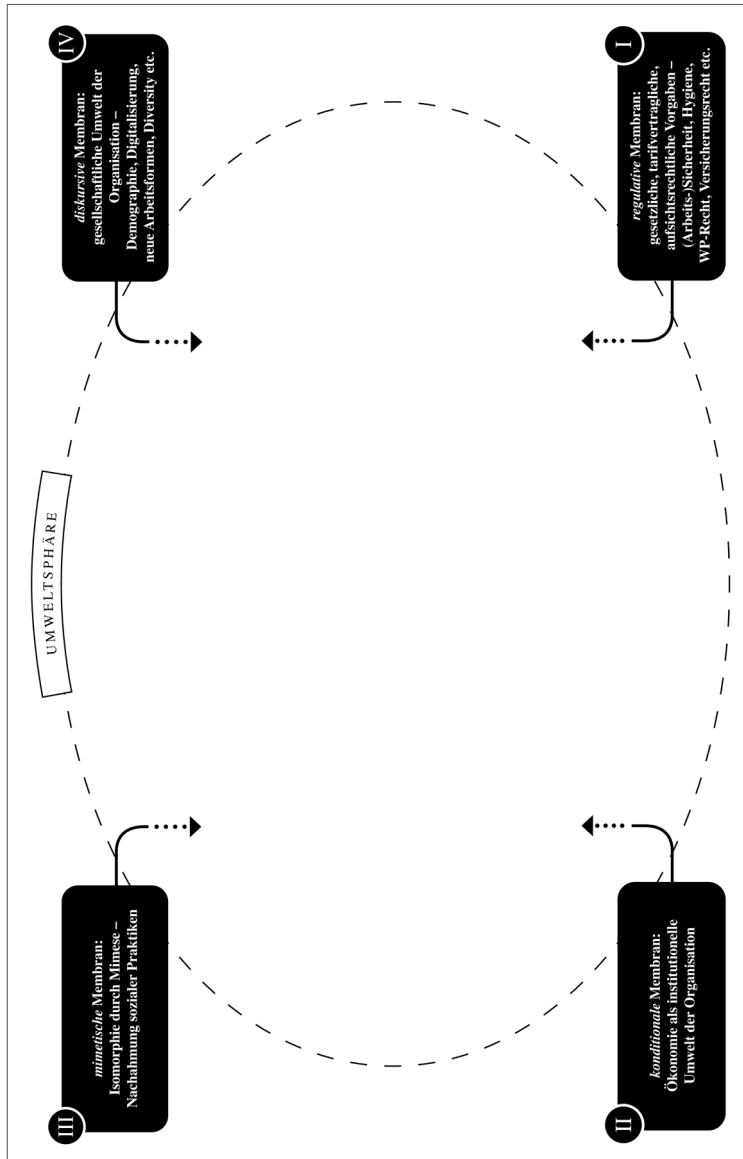 UMWELTSPHÄRE
III
mimetische Membran:
Isomorphie durch Mimese –
Nachahmung sozialer Praktiken
IV
diskursive Membran:
gesellschaftliche Umwelt der
Organisation –
Demographie, Digitalisierung,
neue Arbeitsformen, Diversity etc.
II
konditionale Membran:
Ökonomie als institutionelle
Umwelt der Organisation
I
regulative Membran:
gesetzliche, tarifvertragliche,
aufsichtsrechtliche Vorgaben –
(Arbeits-)Sicherheit, Hygiene,
WP-Recht, Versicherungsrecht etc.